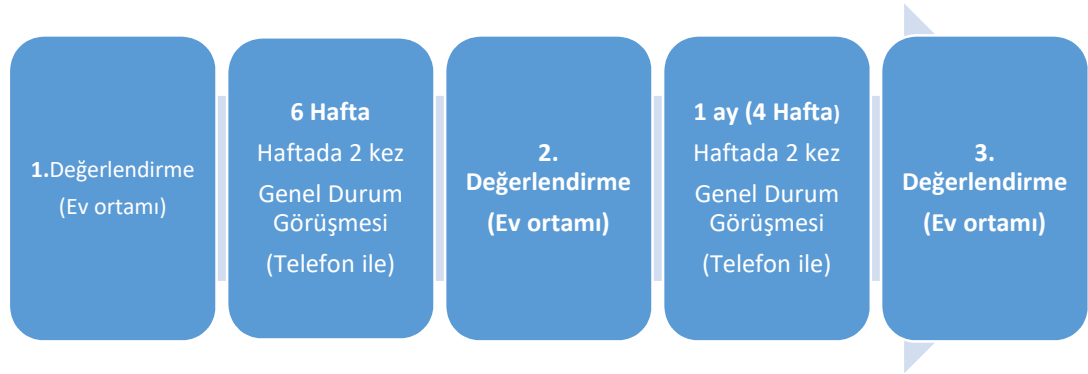 1.Değerlendirme
(Ev ortamı)
6 Hafta
Haftada 2 kez
Genel Durum
Görüşmesi
(Telefon ile)
2.
Değerlendirme
(Ev ortamı)
1 ay (4 Hafta)
Haftada 2 kez
Genel Durum
Görüşmesi
(Telefon ile)
3.
Değerlendirme
(Ev ortamı)